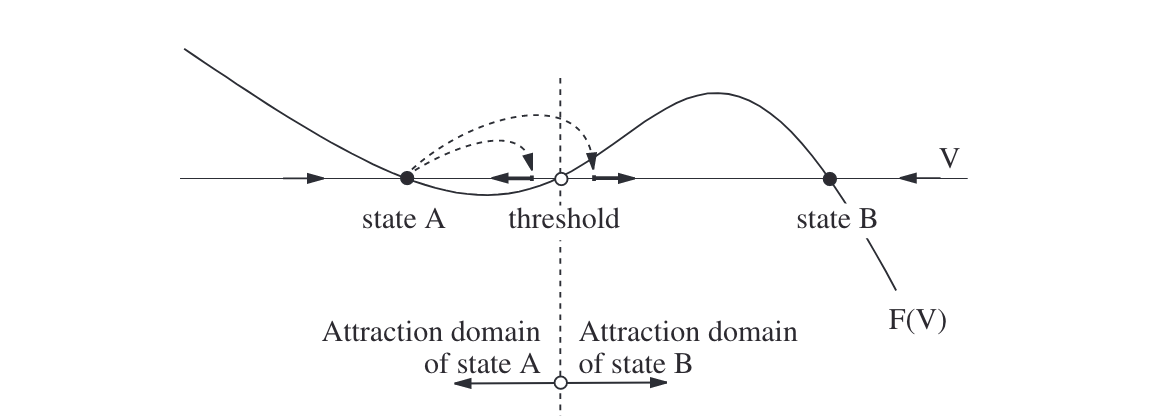 V
state A
threshold
state B
F(V)
Attraction domain
of state A
Attraction domain
of state B